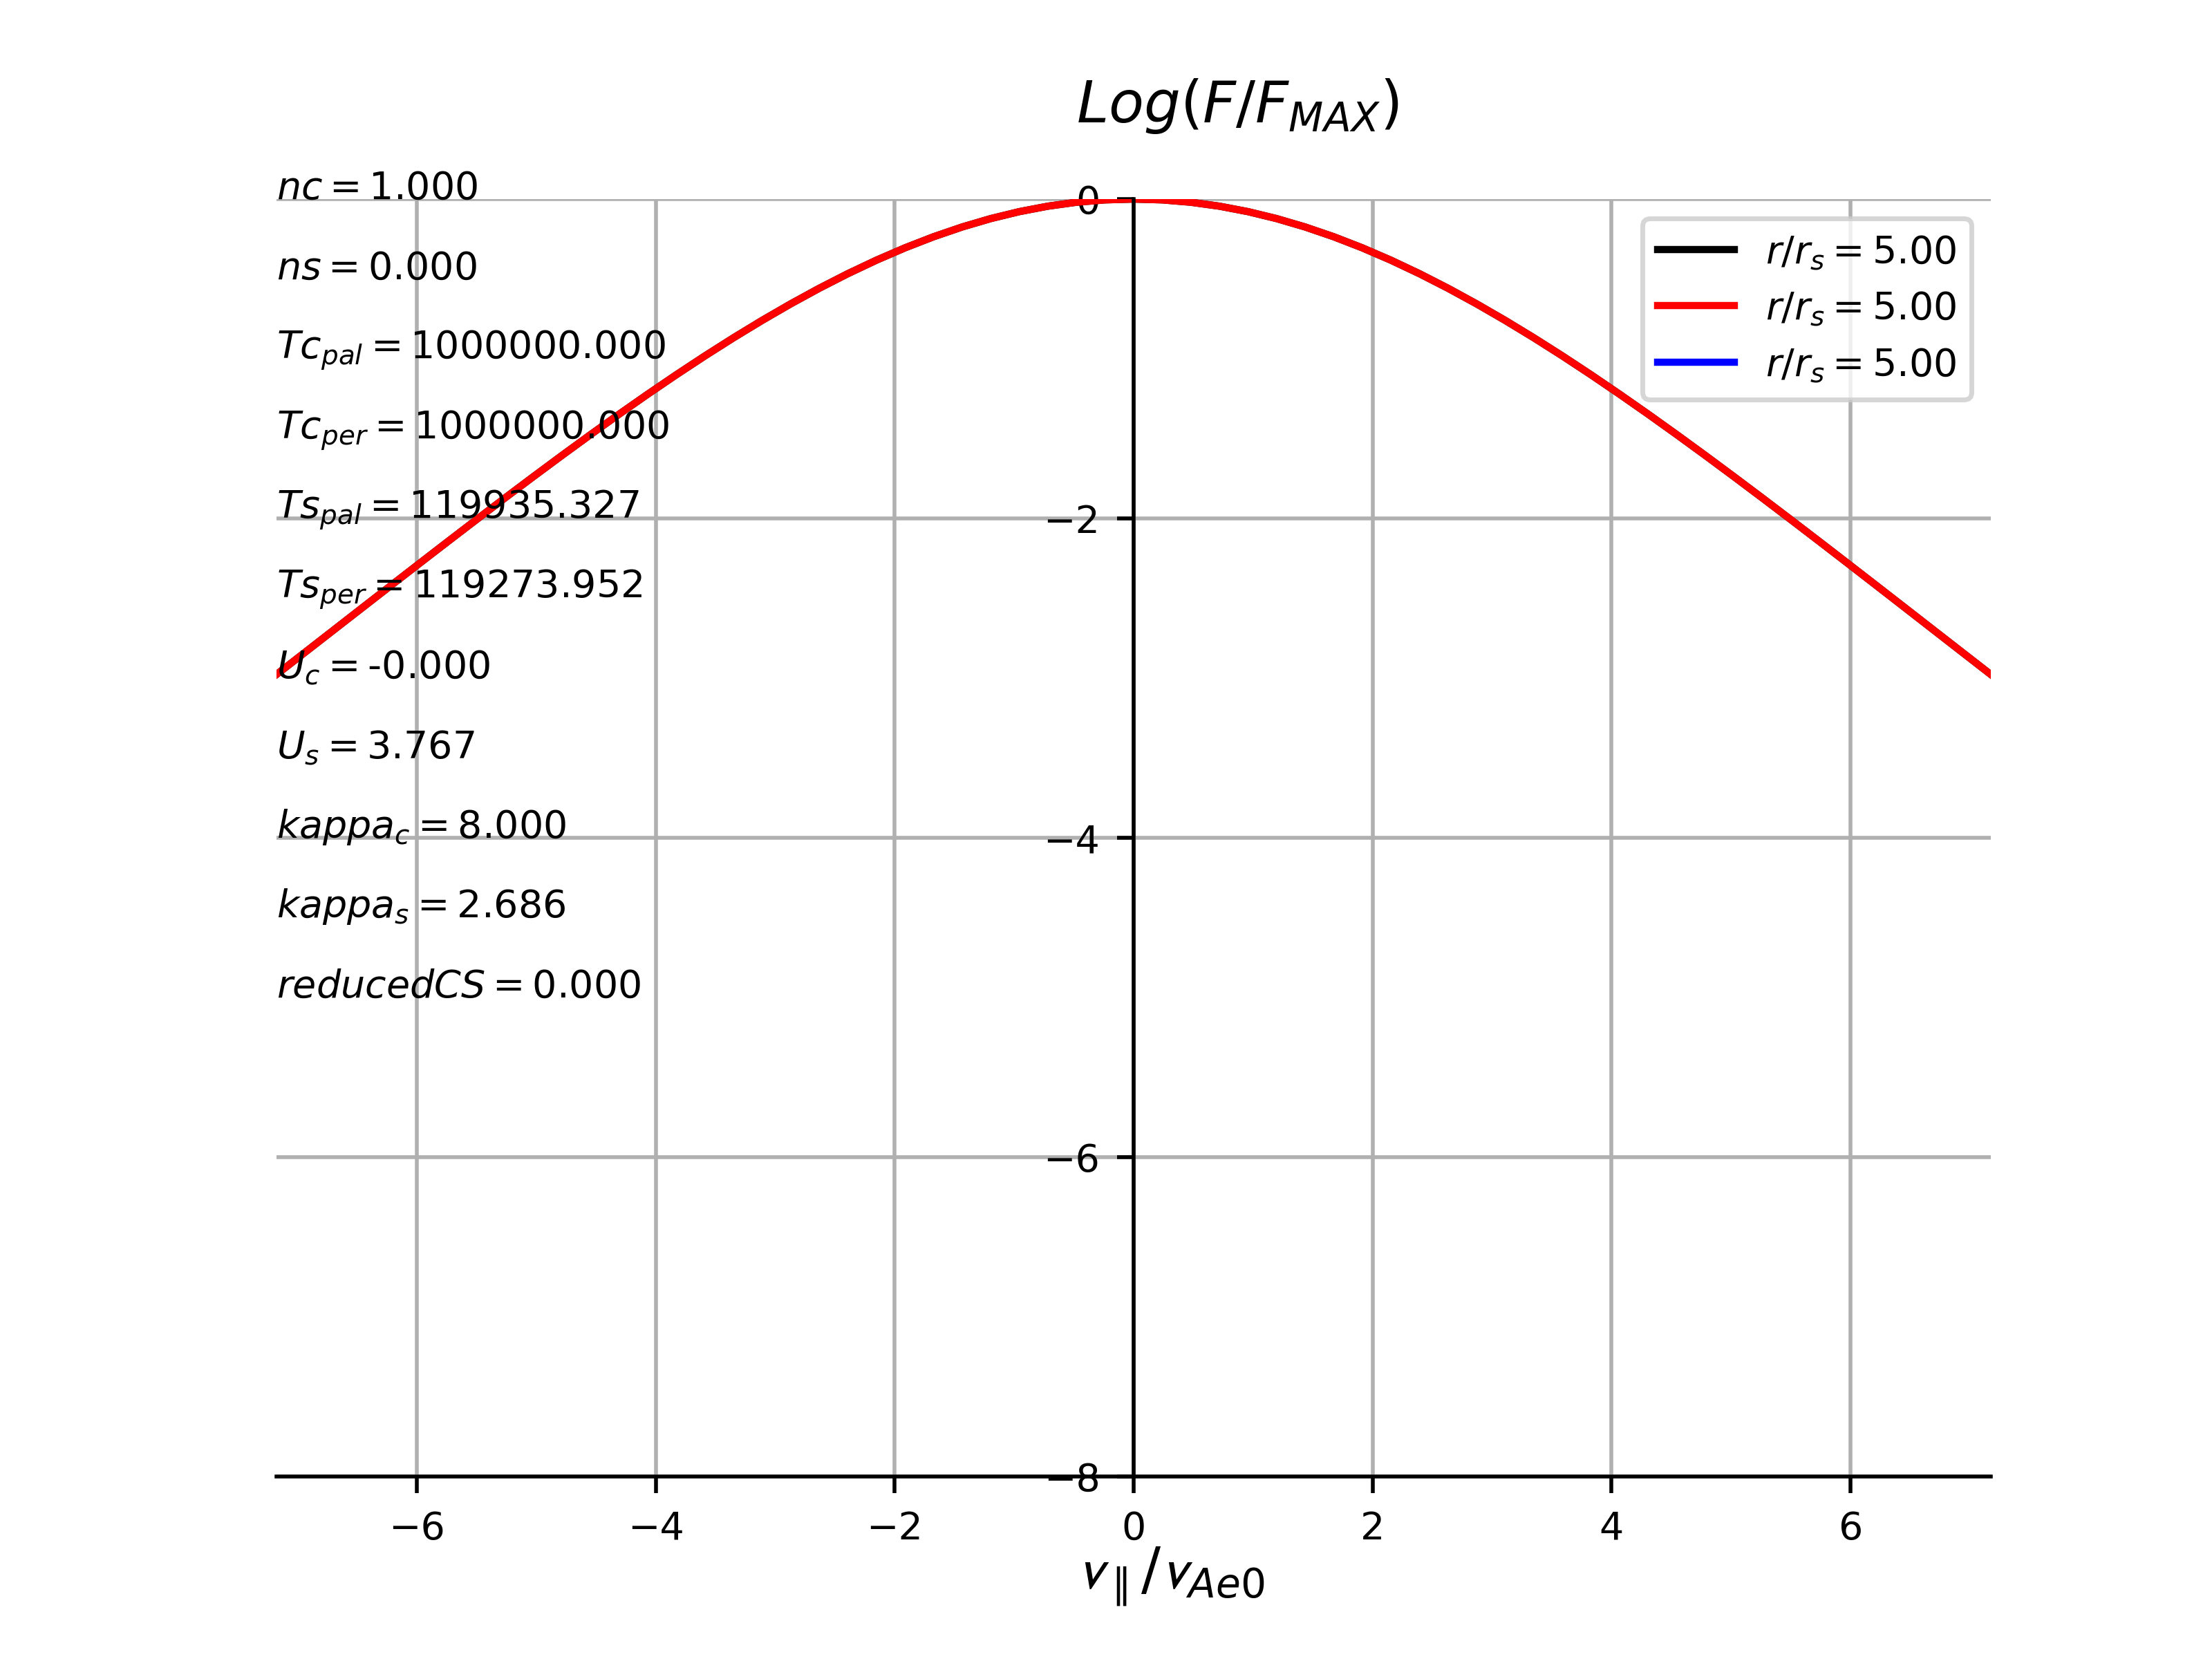 Log(F/F_MAX)
nc = 1.000
ns = 0.000
Tc_pal = 1000000.000
Tc_per = 1000000.000
Ts_pal = 119935.327
Ts_per = 119273.952
U_c = -0.000
U_s = 3.767
kappa_c = 8.000
kappa_s = 2.686
reducedCS = 0.000
r/r_s = 5.00
r/r_s = 5.00
r/r_s = 5.00
0
−2
−4
−6
−8
−6 −4 −2 0 2 4 6
v_∥/v_Ae0